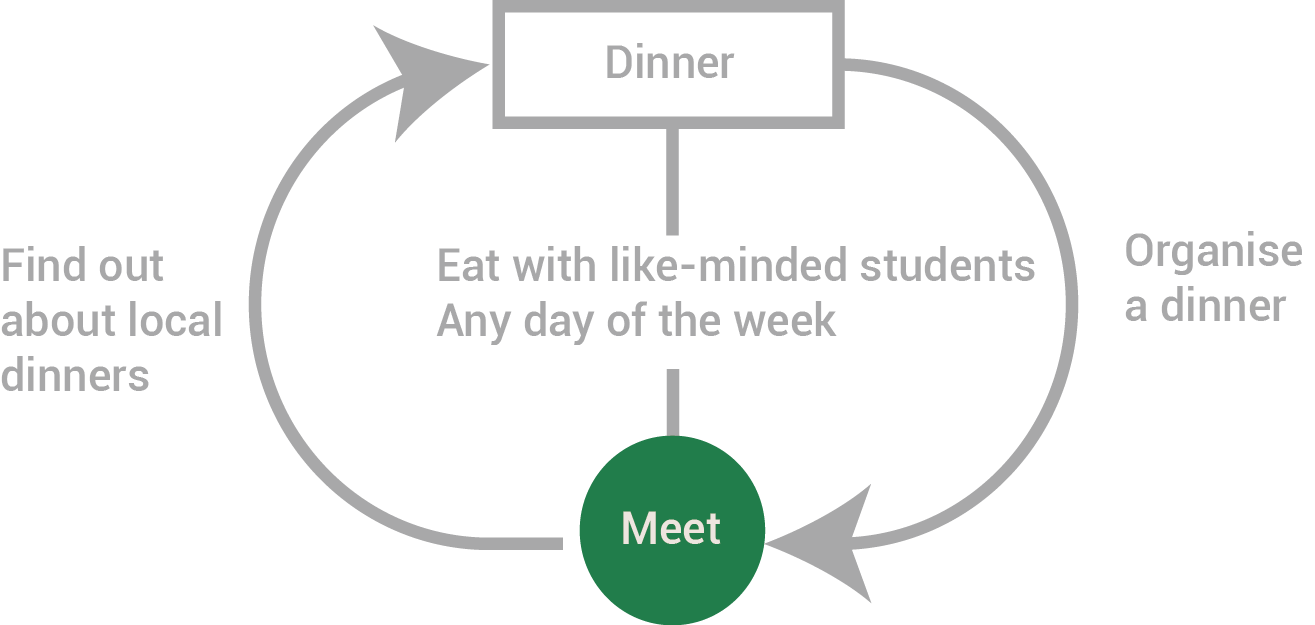 Dinner
Find out
about local
dinners
Eat with like-minded students
Any day of the week
Organise
a dinner
Meet